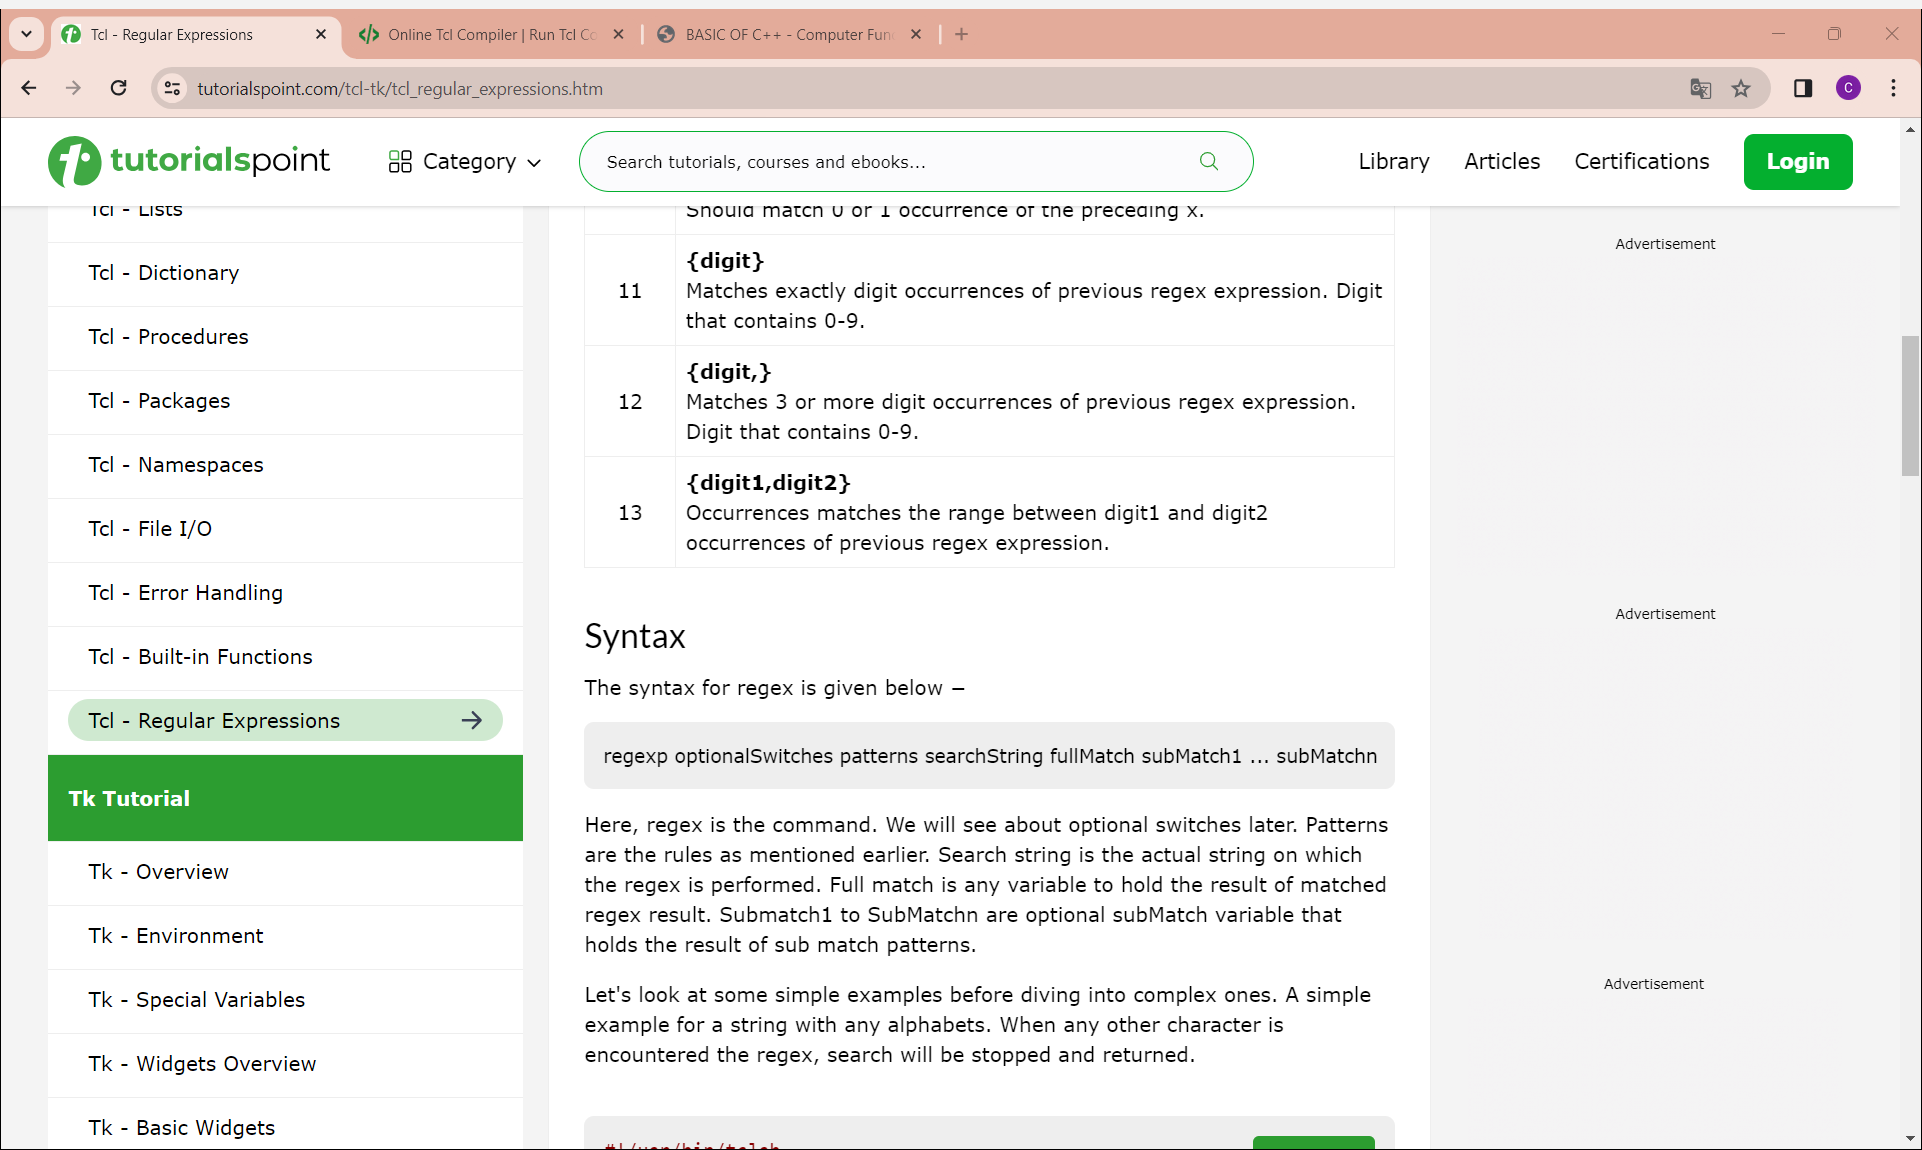 Tcl - Regular Expressions
Online Tcl Compiler | Run Tcl Co
BASIC OF C++ - Computer Fun
tutorialspoint.com/tcl-tk/tcl_regular_expressions.htm
C
tutorialspoint
Category
Search tutorials, courses and ebooks...
Library
Articles
Certifications
Login
Tcl - Lists
Tcl - Dictionary
Tcl - Procedures
Tcl - Packages
Tcl - Namespaces
Tcl - File I/O
Tcl - Error Handling
Tcl - Built-in Functions
Tcl - Regular Expressions
Tk Tutorial
Tk - Overview
Tk - Environment
Tk - Special Variables
Tk - Widgets Overview
Tk - Basic Widgets
Should match 0 or 1 occurrence of the preceding x.
11
{digit}
Matches exactly digit occurrences of previous regex expression. Digit
that contains 0-9.
12
{digit,}
Matches 3 or more digit occurrences of previous regex expression.
Digit that contains 0-9.
13
{digit1,digit2}
Occurrences matches the range between digit1 and digit2
occurrences of previous regex expression.
Syntax
The syntax for regex is given below −
regexp optionalSwitches patterns searchString fullMatch subMatch1 ... subMatchn
Here, regex is the command. We will see about optional switches later. Patterns
are the rules as mentioned earlier. Search string is the actual string on which
the regex is performed. Full match is any variable to hold the result of matched
regex result. Submatch1 to SubMatchn are optional subMatch variable that
holds the result of sub match patterns.
Let's look at some simple examples before diving into complex ones. A simple
example for a string with any alphabets. When any other character is
encountered the regex, search will be stopped and returned.
#!/usr/bin/tclsh
Advertisement
Advertisement
Advertisement